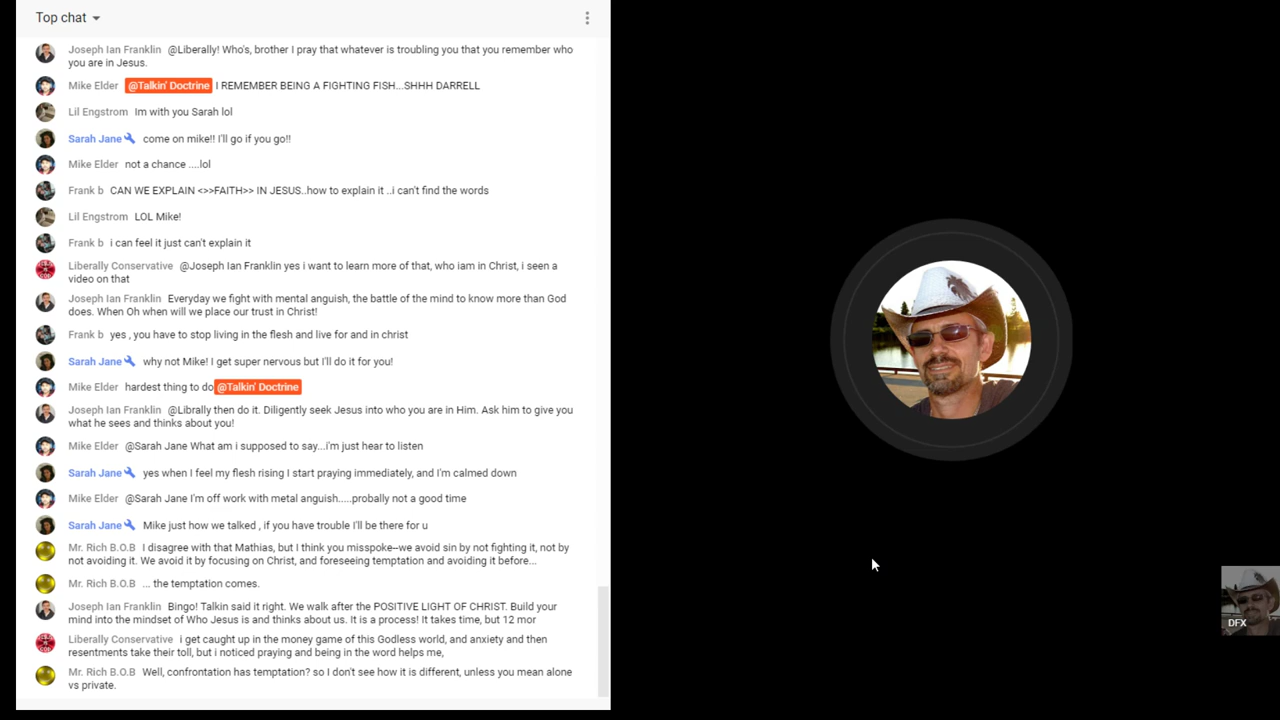 Top chat
Joseph Ian Franklin @Liberally! Who's, brother I pray that whatever is troubling you that you remember who
you are in Jesus.
Mike Elder @Talkin' Doctrine I REMEMBER BEING A FIGHTING FISH...SHHH DARRELL
Lil Engstrom Im with you Sarah lol
Sarah Jane come on mike!! I'll go if you go!!
Mike Elder not a chance ....lol
Frank b CAN WE EXPLAIN <>>FAITH>> IN JESUS..how to explain it ..i can't find the words
Lil Engstrom LOL Mike!
Frank b i can feel it just can't explain it
Liberally Conservative @Joseph Ian Franklin yes i want to learn more of that, who iam in Christ, i seen a
video on that
Joseph Ian Franklin Everyday we fight with mental anguish, the battle of the mind to know more than God
does. When Oh when will we place our trust in Christ!
Frank b yes , you have to stop living in the flesh and live for and in christ
Sarah Jane why not Mike! I get super nervous but I'll do it for you!
Mike Elder hardest thing to do @Talkin' Doctrine
Joseph Ian Franklin @Librally then do it. Diligently seek Jesus into who you are in Him. Ask him to give you
what he sees and thinks about you!
Mike Elder @Sarah Jane What am i supposed to say...i'm just hear to listen
Sarah Jane yes when I feel my flesh rising I start praying immediately, and I'm calmed down
Mike Elder @Sarah Jane I'm off work with metal anguish.....probally not a good time
Sarah Jane Mike just how we talked , if you have trouble I'll be there for u
Mr. Rich B.O.B I disagree with that Mathias, but I think you misspoke--we avoid sin by not fighting it, not by
not avoiding it. We avoid it by focusing on Christ, and foreseeing temptation and avoiding it before...
Mr. Rich B.O.B ... the temptation comes.
Joseph Ian Franklin Bingo! Talkin said it right. We walk after the POSITIVE LIGHT OF CHRIST. Build your
mind into the mindset of Who Jesus is and thinks about us. It is a process! It takes time, but 12 mor
Liberally Conservative i get caught up in the money game of this Godless world, and anxiety and then
resentments take their toll, but i noticed praying and being in the word helps me,
Mr. Rich B.O.B Well, confrontation has temptation? so I don't see how it is different, unless you mean alone
vs private.
DFX